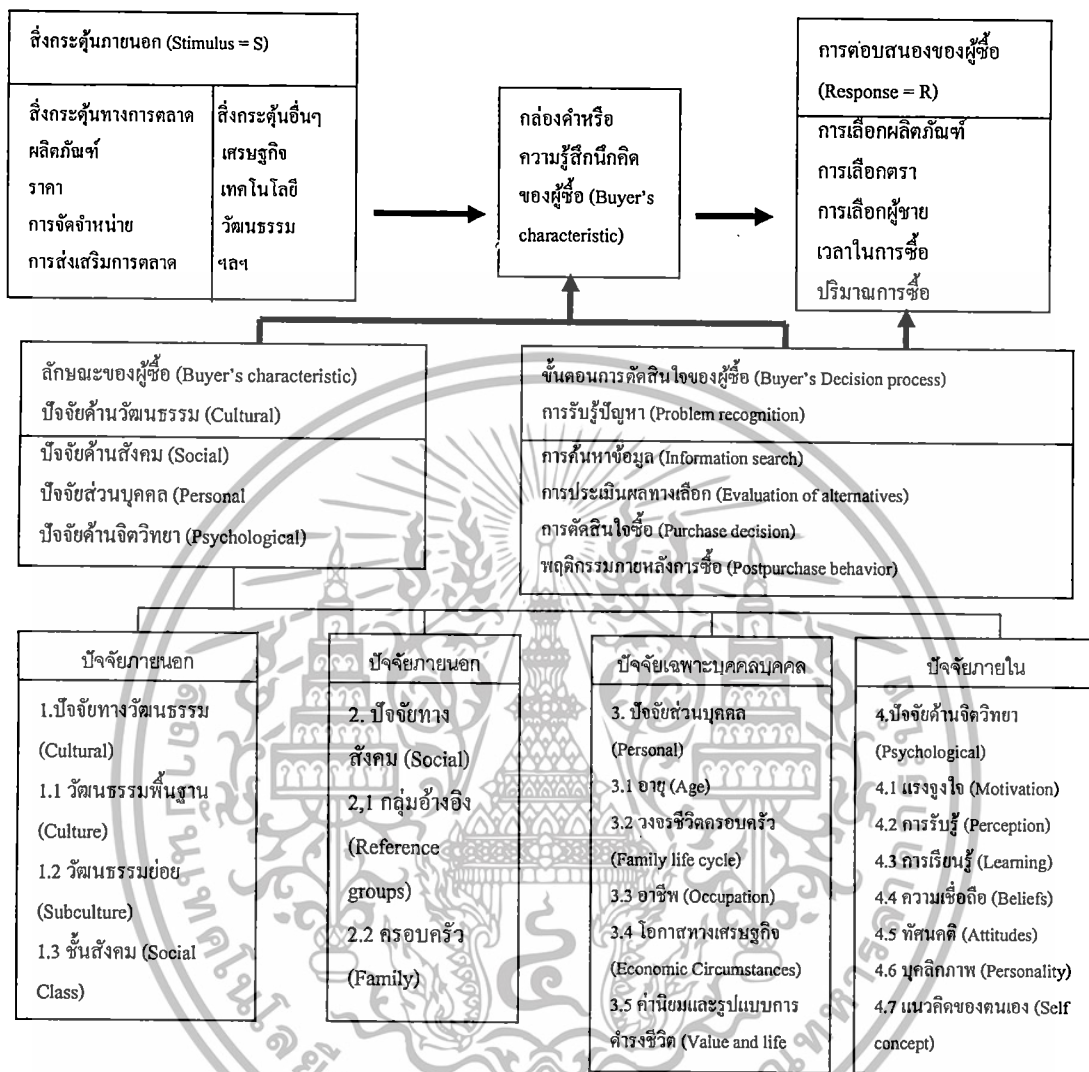 สิ่งกระตุ้นภายนอก (Stimulus = S)
สิ่งกระตุ้นทางการตลาด
ผลิตภัณฑ์
ราคา
การจัดจำหน่าย
การส่งเสริมการตลาด
สิ่งกระตุ้นอื่นๆ
เศรษฐกิจ
เทคโนโลยี
วัฒนธรรม
ฯลฯ
กล่องดำหรือ
ความรู้สึกนึกคิด
ของผู้ซื้อ (Buyer's
characteristic)
การตอบสนองของผู้ซื้อ
(Response = R)
การเลือกผลิตภัณฑ์
การเลือกตรา
การเลือกผู้ขาย
เวลาในการซื้อ
ปริมาณการซื้อ
ลักษณะของผู้ซื้อ (Buyer's characteristic)
ปัจจัยด้านวัฒนธรรม (Cultural)
ปัจจัยด้านสังคม (Social)
ปัจจัยส่วนบุคคล (Personal
ปัจจัยด้านจิตวิทยา (Psychological)
ขั้นตอนการตัดสินใจของผู้ซื้อ (Buyer's Decision process)
การรับรู้ปัญหา (Problem recognition)
การค้นหาข้อมูล (Information search)
การประเมินผลทางเลือก (Evaluation of alternatives)
การตัดสินใจซื้อ (Purchase decision)
พฤติกรรมภายหลังการซื้อ (Postpurchase behavior)
ปัจจัยภายนอก
1.ปัจจัยทางวัฒนธรรม
(Cultural)
1.1 วัฒนธรรมพื้นฐาน
(Culture)
1.2 วัฒนธรรมย่อย
(Subculture)
1.3 ชั้นสังคม (Social
Class)
ปัจจัยภายนอก
2. ปัจจัยทาง
สังคม (Social)
2,1 กลุ่มอ้างอิง
(Reference
groups)
2.2 ครอบครัว
(Family)
ปัจจัยเฉพาะบุคคลบุคคล
3. ปัจจัยส่วนบุคคล
(Personal)
3.1 อายุ (Age)
3.2 วงจรชีวิตครอบครัว
(Family life cycle)
3.3 อาชีพ (Occupation)
3.4 โอกาสทางเศรษฐกิจ
(Economic Circumstances)
3.5 ค่านิยมและรูปแบบการ
ดำรงชีวิต (Value and life
ปัจจัยภายใน
4.ปัจจัยด้านจิตวิทยา
(Psychological)
4.1 แรงจูงใจ (Motivation)
4.2 การรับรู้ (Perception)
4.3 การเรียนรู้ (Learning)
4.4 ความเชื่อถือ (Beliefs)
4.5 ทัศนคติ (Attitudes)
4.6 บุคลิกภาพ (Personality)
4.7 แนวคิดของตนเอง (Self
concept)